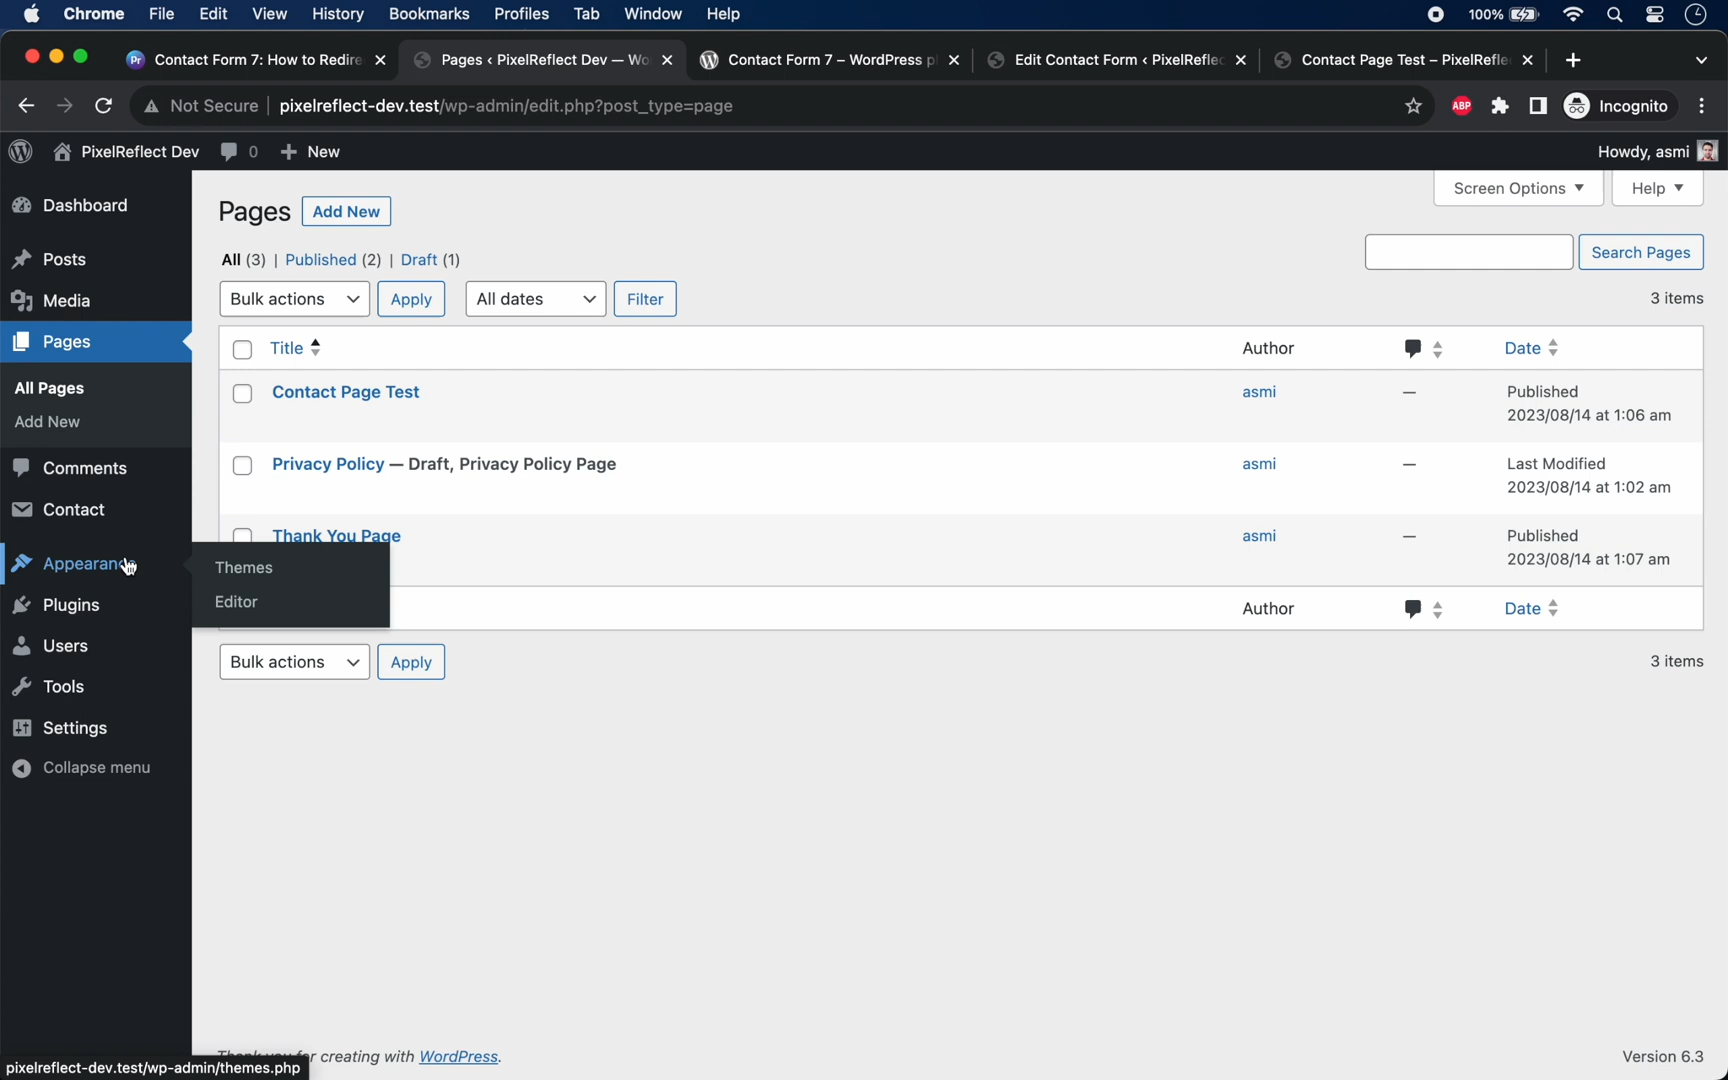 Chrome File Edit View History Bookmarks Profiles Tab Window Help 100%
Contact Form 7: How to Redire Pages ‹ PixelReflect Dev — Wo Contact Form 7 – WordPress p Edit Contact Form ‹ PixelReflec Contact Page Test – PixelRefle
Not Secure pixelreflect-dev.test/wp-admin/edit.php?post_type=page ABP Incognito
PixelReflect Dev 0 New Howdy, asmi
Screen Options Help
Dashboard
Pages Add New
Posts
All (3) | Published (2) | Draft (1) Search Pages
Media
Bulk actions Apply All dates Filter 3 items
Pages
Title Author Date
All Pages
Contact Page Test asmi — Published
2023/08/14 at 1:06 am
Add New
Comments
Privacy Policy — Draft, Privacy Policy Page asmi — Last Modified
2023/08/14 at 1:02 am
Contact
Thank You Page asmi — Published
2023/08/14 at 1:07 am
Appearan
Themes
Editor
Plugins
Author Date
Users
Bulk actions Apply 3 items
Tools
Settings
Collapse menu
Thank you for creating with WordPress. Version 6.3
pixelreflect-dev.test/wp-admin/themes.php